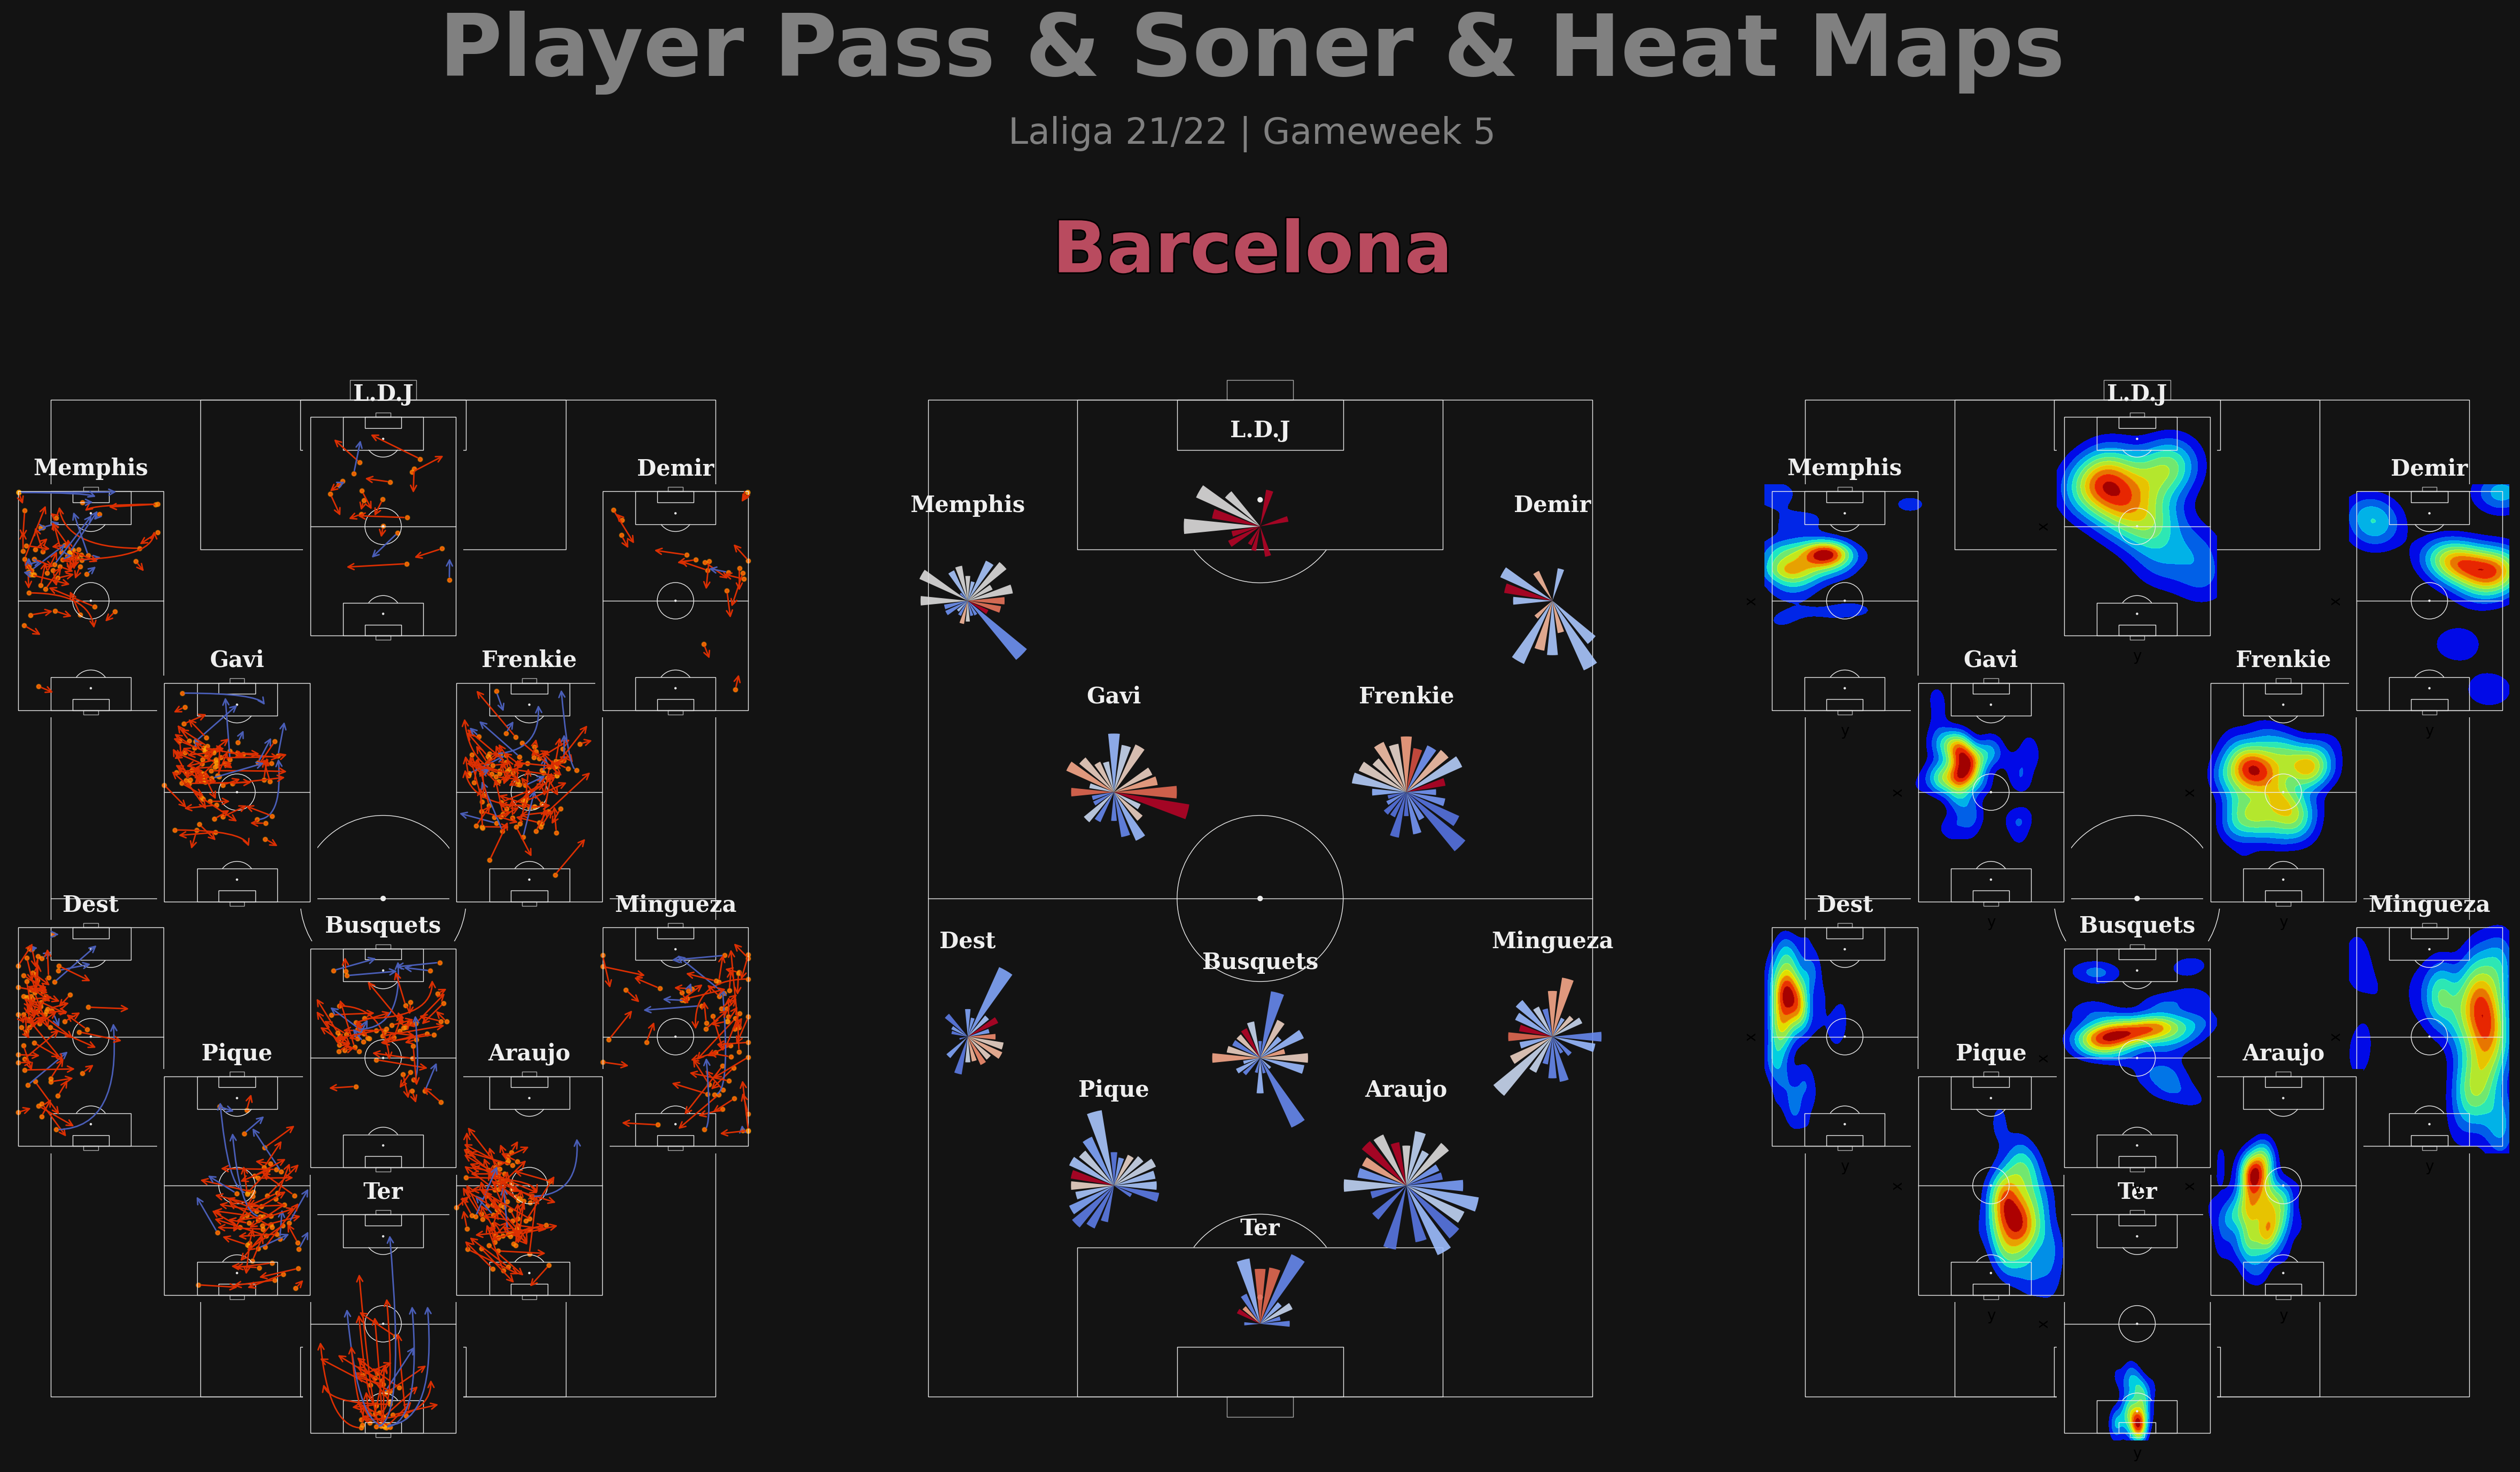 Player Pass & Soner & Heat Maps
Laliga 21/22 | Gameweek 5
Barcelona
L.D.J
Memphis
Demir
Gavi
Frenkie
Dest
Busquets
Mingueza
Pique
Araujo
Ter
L.D.J
Memphis
Demir
Gavi
Frenkie
Dest
Busquets
Mingueza
Pique
Araujo
Ter
L.D.J
Memphis
Demir
x
y
x
y
x
y
Gavi
Frenkie
x
y
x
y
Dest
Busquets
Mingueza
x
y
x
y
x
y
Pique
Araujo
x
y
x
y
Ter
x
y